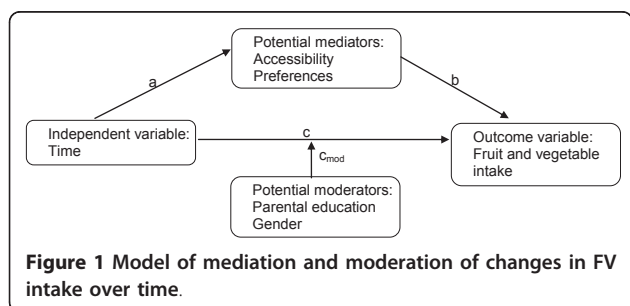 Potential mediators:
Accessibility
Preferences
a
b
Independent variable:
Time
c
Outcome variable:
Fruit and vegetable
intake
cmod
Potential moderators:
Parental education
Gender
Figure 1 Model of mediation and moderation of changes in FV
intake over time.